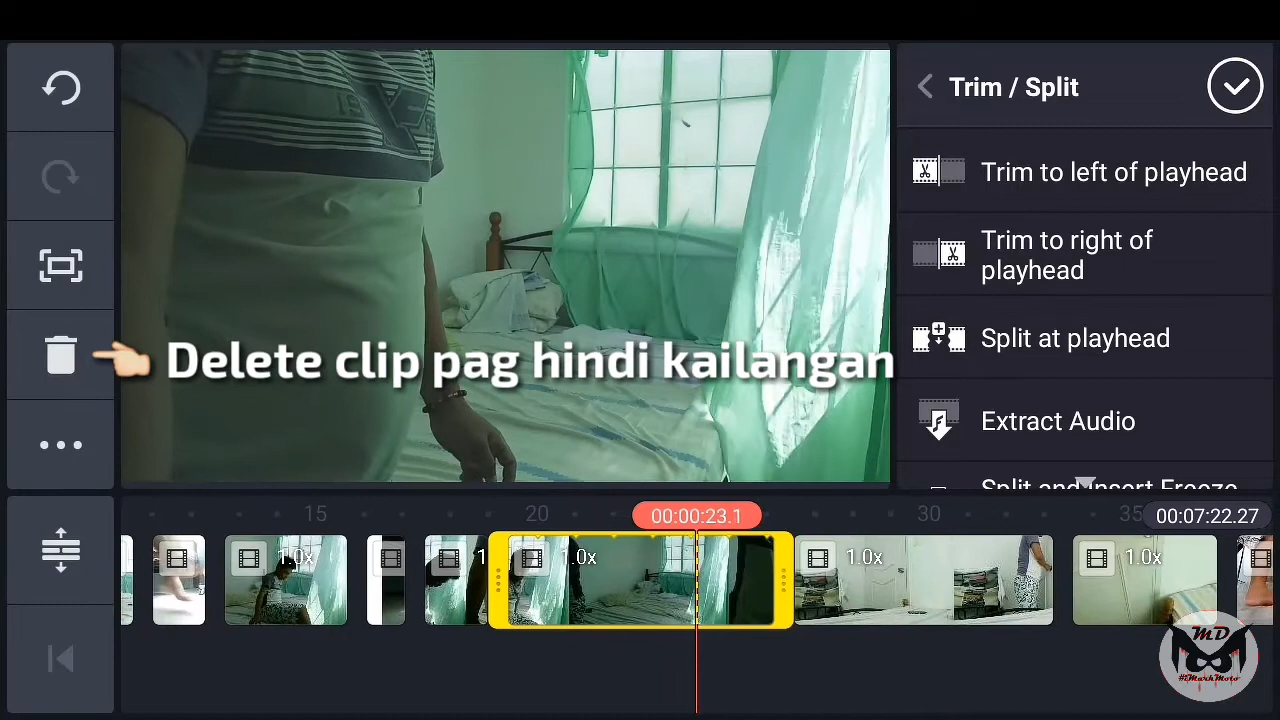 Trim / Split
Trim to left of playhead
Trim to right of
playhead
Split at playhead
Extract Audio
Split and Insert Freeze
Delete clip pag hindi kailangan
15
20
00:00:23.1
30
35
00:07:22.27
1.0x
1
1.0x
1.0x
1.0x
MD
#iMarkMoto